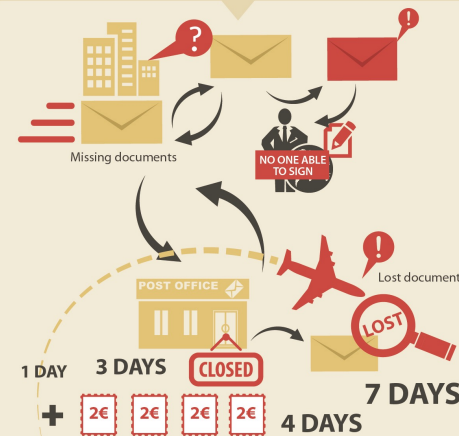 ?
!
Missing documents
NO ONE ABLE
TO SIGN
!
POST OFFICE
Lost document
LOST
1 DAY
3 DAYS
CLOSED
7 DAYS
+
2€ 2€ 2€ 2€
4 DAYS